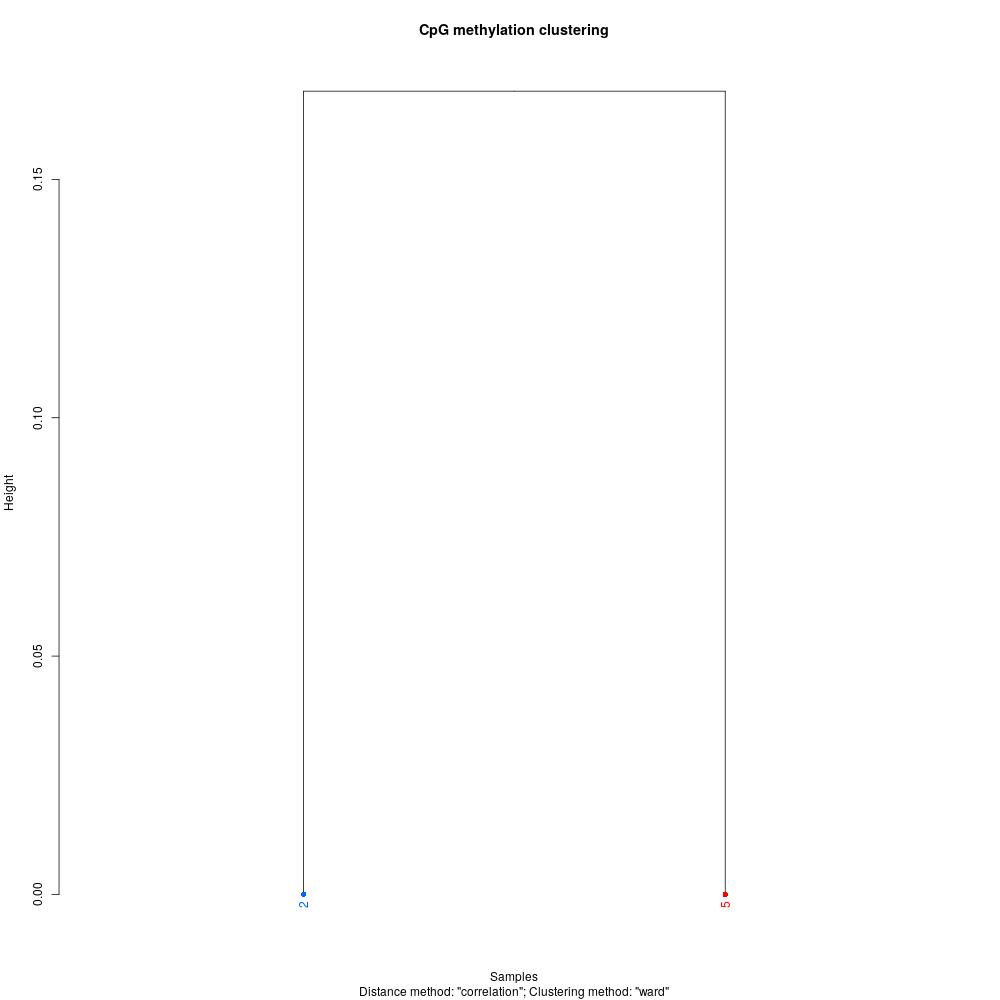 CpG methylation clustering
0.15
0.10
Height
0.05
0.00
2
5
Samples
Distance method: "correlation"; Clustering method: "ward"